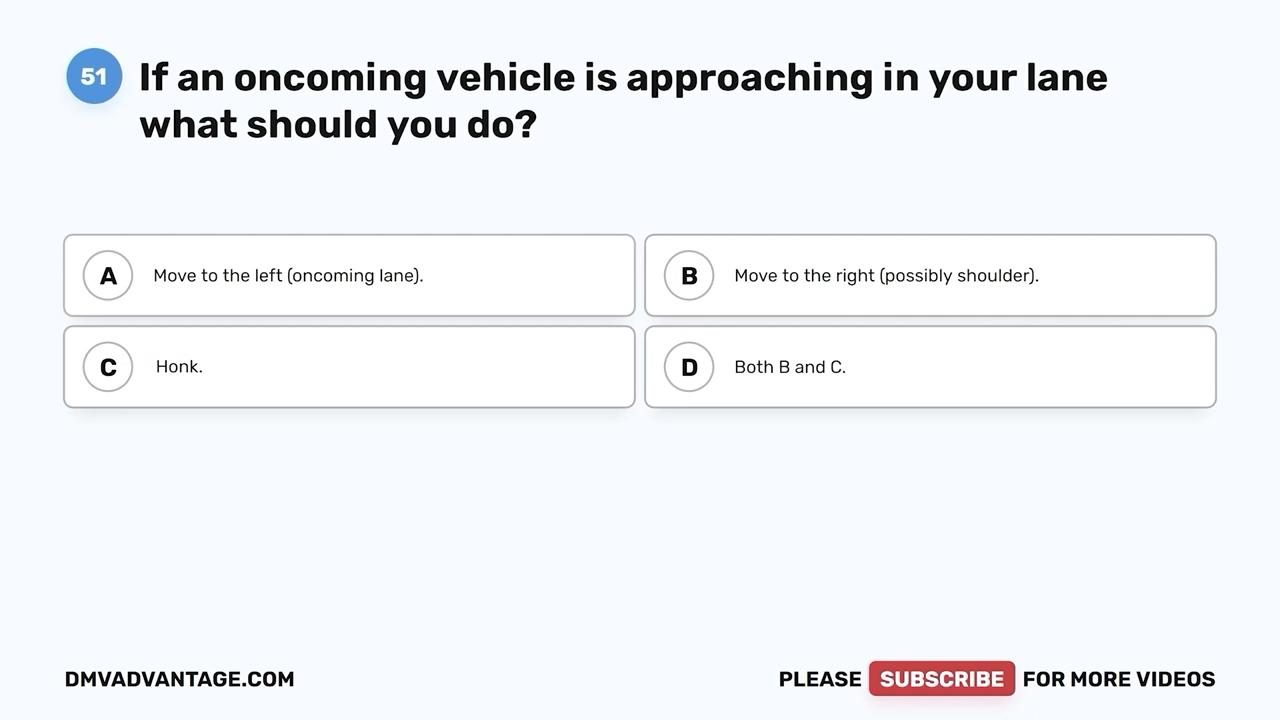 51
If an oncoming vehicle is approaching in your lane
what should you do?
A Move to the left (oncoming lane).
B Move to the right (possibly shoulder).
C Honk.
D Both B and C.
DMVADVANTAGE.COM
PLEASE SUBSCRIBE FOR MORE VIDEOS